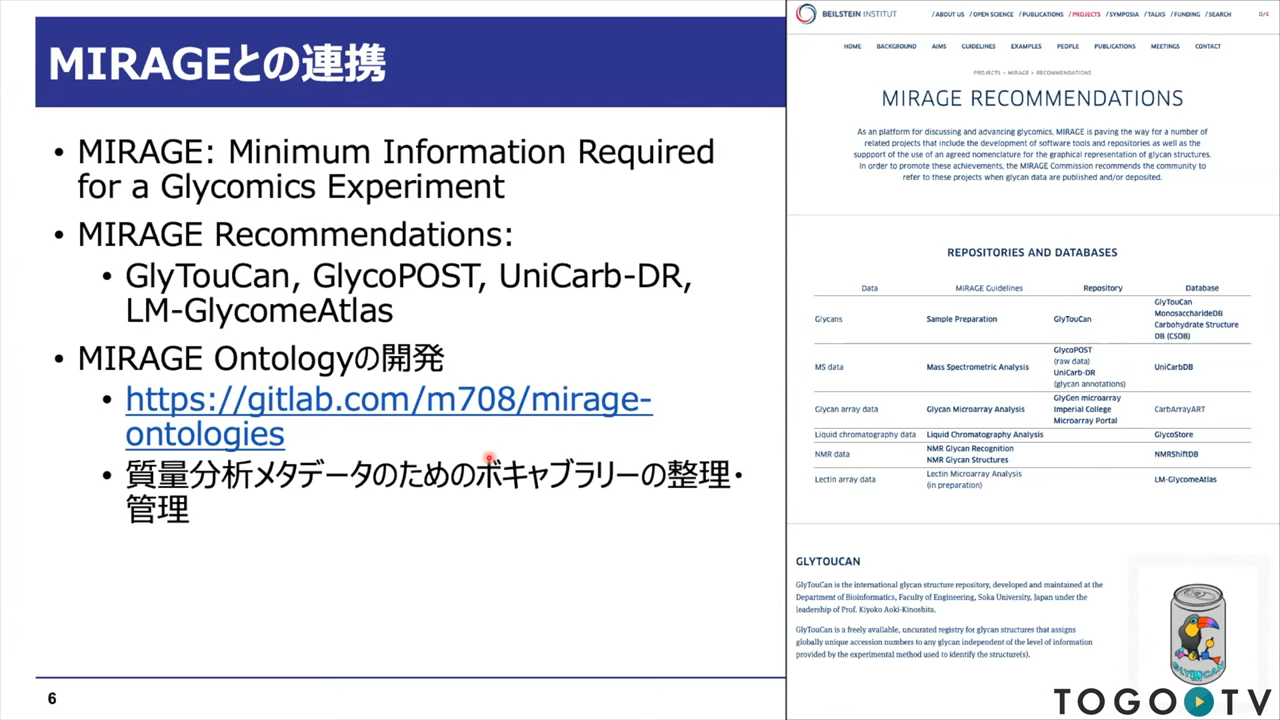 MIRAGEとの連携
• MIRAGE: Minimum Information Required
for a Glycomics Experiment
• MIRAGE Recommendations:
• GlyTouCan, GlycoPOST, UniCarb-DR,
LM-GlycomeAtlas
• MIRAGE Ontologyの開発
• https://gitlab.com/m708/mirage-
ontologies
• 質量分析メタデータのためのボキャブラリーの整理・
管理
6
BEILSTEIN INSTITUT
/ ABOUT US / OPEN SCIENCE / PUBLICATIONS / PROJECTS / SYMPOSIA / TALKS / FUNDING / SEARCH D/E
HOME BACKGROUND AIMS GUIDELINES EXAMPLES PEOPLE PUBLICATIONS MEETINGS CONTACT
PROJECTS > MIRAGE > RECOMMENDATIONS
MIRAGE RECOMMENDATIONS
As an platform for discussing and advancing glycomics, MIRAGE is paving the way for a number of
related projects that include the development of software tools and repositories as well as the
suppport of the use of an agreed nomenclature for the graphical representation of glycan structures.
In order to promote these achievements, the MIRAGE Commission recommends the community to
refer to these projects when glycan data are published and/or deposited.
REPOSITORIES AND DATABASES
Data MIRAGE Guidelines Repository Database
Glycans Sample Preparation GlyTouCan GlyTouCan
MonosaccharideDB
Carbohydrate Structure
DB (CSDB)
MS data Mass Spectrometric Analysis GlycoPOST
(raw data)
UniCarb-DR
(glycan annotations) UniCarbDB
Glycan array data Glycan Microarray Analysis GlyGen microarray
Imperial College
Microarray Portal CarbArrayART
Liquid chromatography data Liquid Chromatography Analysis GlycoStore
NMR data NMR Glycan Recognition
NMR Glycan Structures NMRShiftDB
Lectin array data Lectin Microarray Analysis
(in preparation) LM-GlycomeAtlas
GLYTOUCAN
GlyTouCan is the international glycan structure repository, developed and maintained at the
Department of Bioinformatics, Faculty of Engineering, Soka University, Japan under the
leadership of Prof. Kiyoko Aoki-Kinoshita.
GlyTouCan is a freely available, uncurated registry for glycan structures that assigns
globally unique accession numbers to any glycan independent of the level of information
provided by the experimental method used to identify the structure(s).
TOGO TV